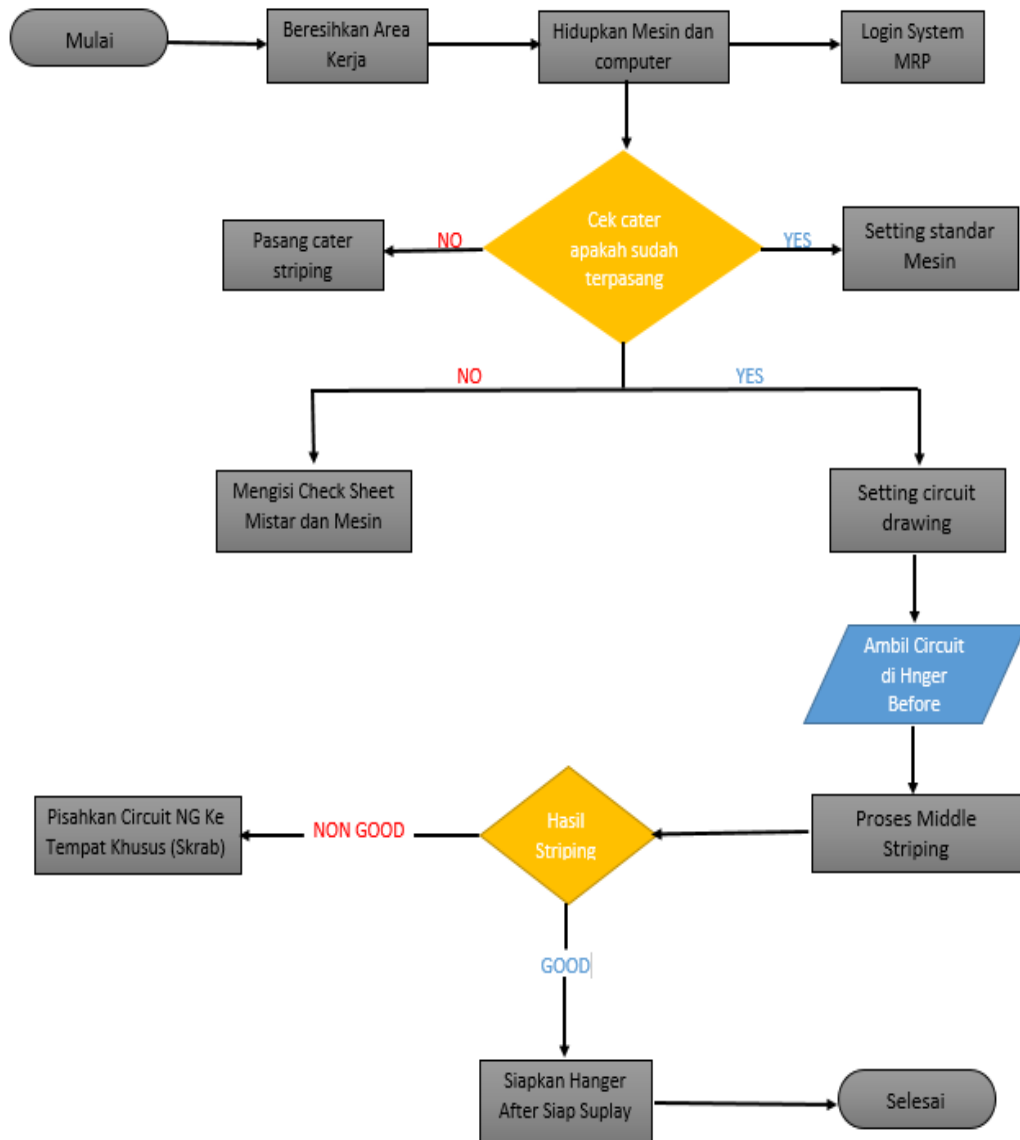 Mulai
Beresihkan Area
Kerja
Hidupkan Mesin dan
computer
Login System
MRP
Cek cater
apakah sudah
terpasang
NO
Pasang cater
striping
YES
Setting standar
Mesin
NO
YES
Mengisi Check Sheet
Mistar dan Mesin
Setting circuit
drawing
Ambil Circuit
di Hnger
Before
Proses Middle
Striping
Hasil
Striping
NON GOOD
Pisahkan Circuit NG Ke
Tempat Khusus (Skrab)
GOOD
Siapkan Hanger
After Siap Suplay
Selesai